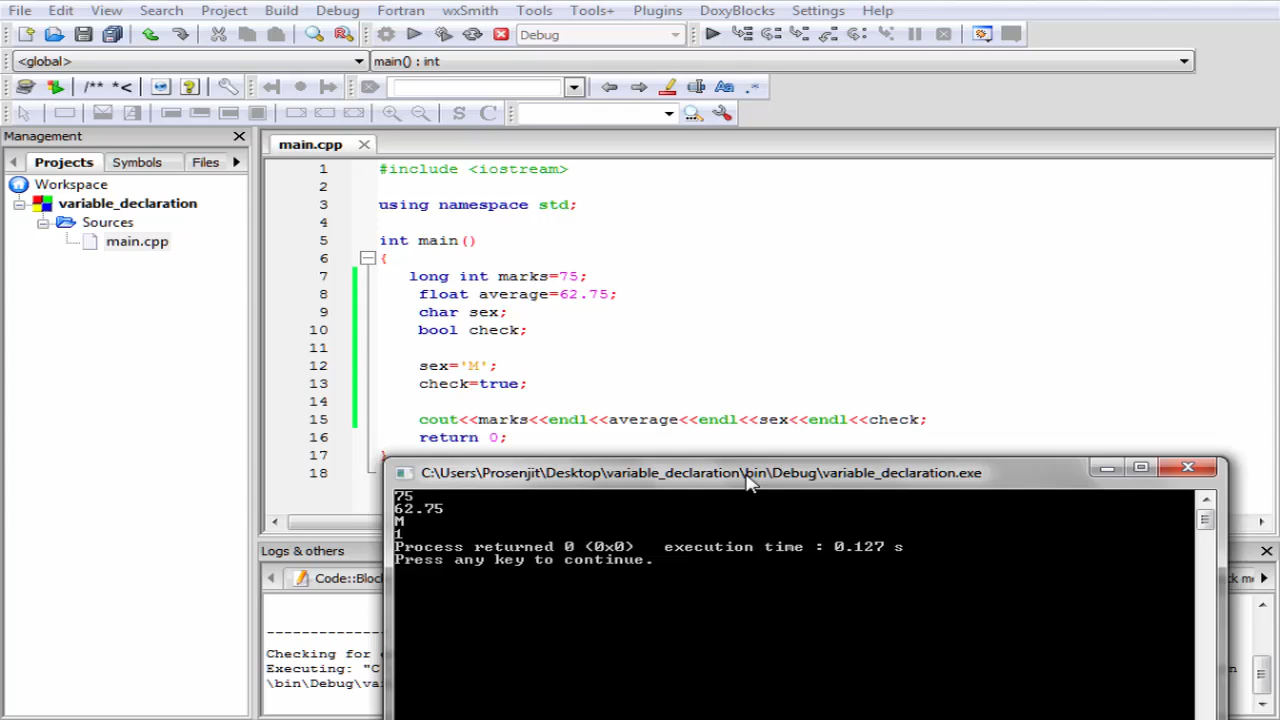 File Edit View Search Project Build Debug Fortran wxSmith Tools Tools+ Plugins DoxyBlocks Settings Help
Debug
<global> main() : int
/** *<
Aa .*
S C
Management
Projects Symbols Files
main.cpp
Workspace
variable_declaration
Sources
main.cpp
1 #include <iostream>
2
3 using namespace std;
4
5 int main()
6 {
7 long int marks=75;
8 float average=62.75;
9 char sex;
10 bool check;
11
12 sex='M';
13 check=true;
14
15 cout<<marks<<endl<<average<<endl<<sex<<endl<<check;
16 return 0;
17 }
18
C:\Users\Prosenjit\Desktop\variable_declaration\bin\Debug\variable_declaration.exe
75
62.75
M
1
Process returned 0 (0x0) execution time : 0.127 s
Press any key to continue.
Logs & others
Code::Bloc
--------------
Checking for
Executing: "C
\bin\Debug\va